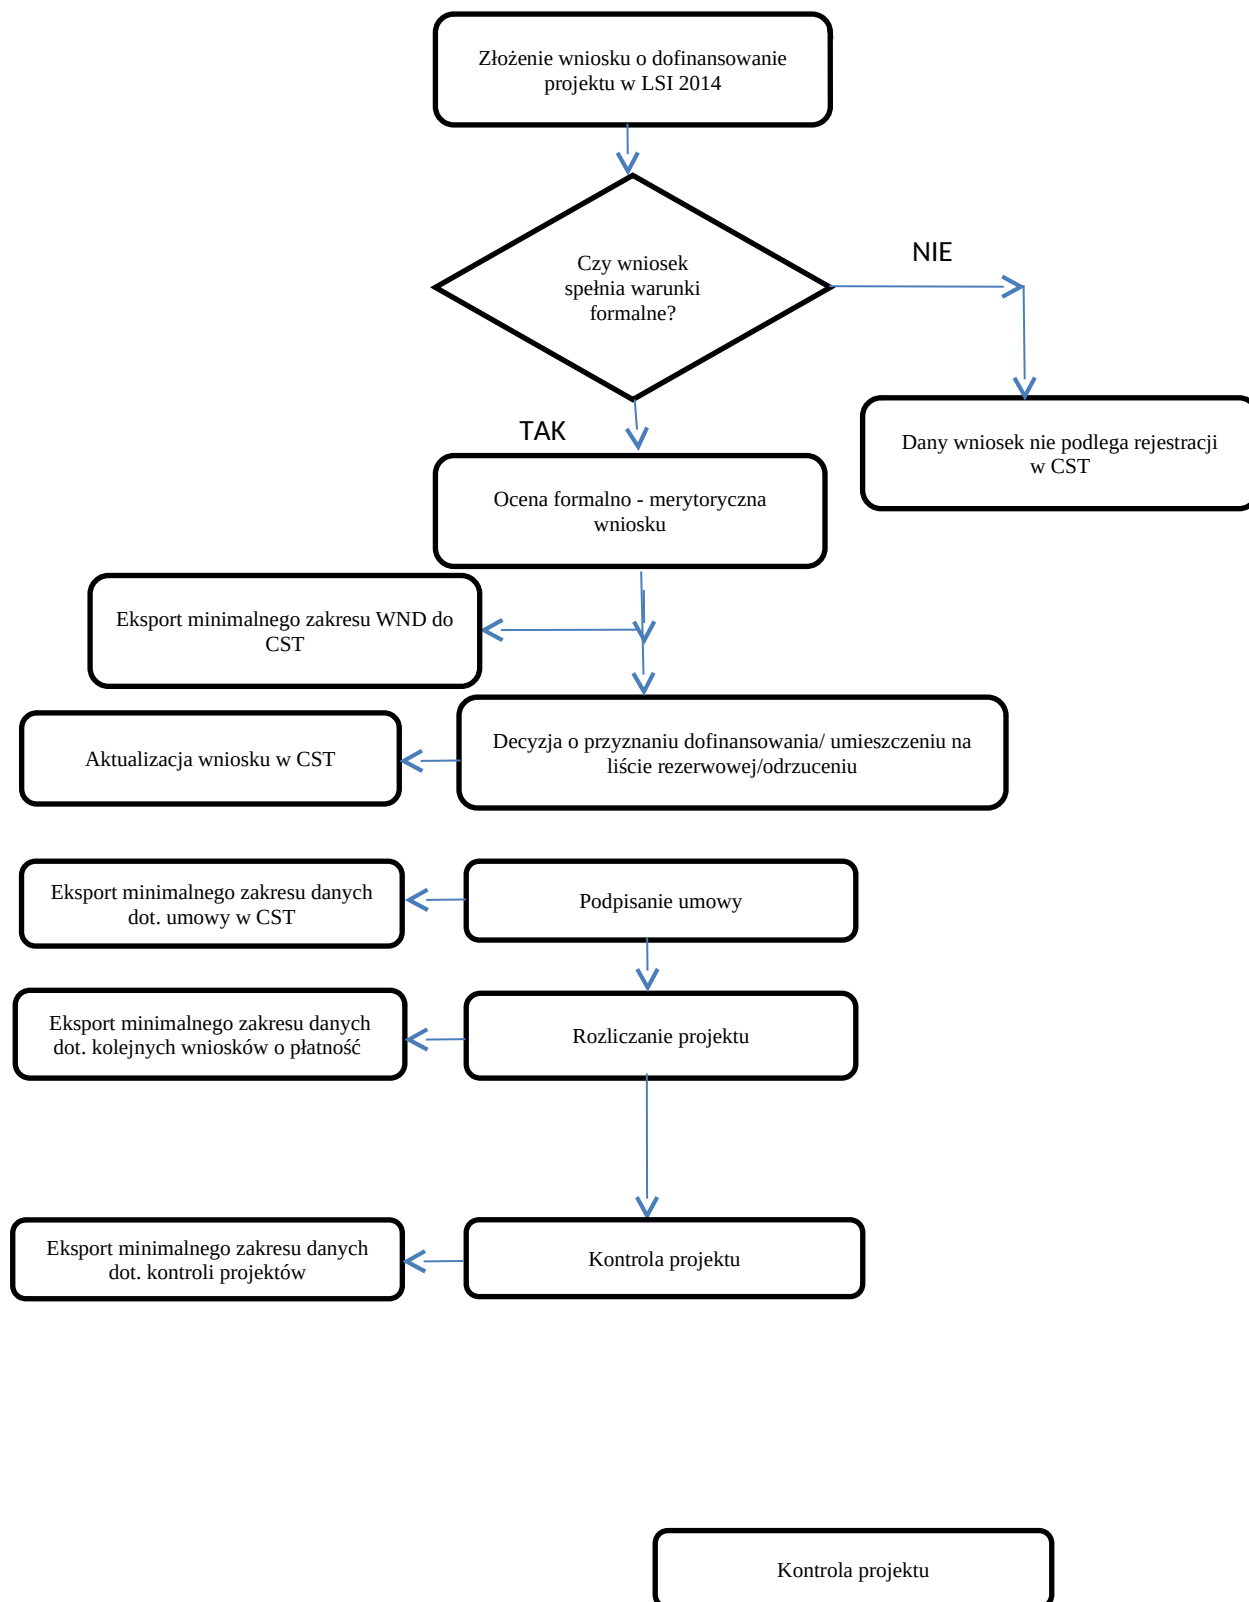 Złożenie wniosku o dofinansowanie
projektu w LSI 2014
Czy wniosek
spełnia warunki
formalne?
NIE
TAK
Dany wniosek nie podlega rejestracji
w CST
Ocena formalno - merytoryczna
wniosku
Eksport minimalnego zakresu WND do
CST
Decyzja o przyznaniu dofinansowania/ umieszczeniu na
liście rezerwowej/odrzuceniu
Aktualizacja wniosku w CST
Eksport minimalnego zakresu danych
dot. umowy w CST
Podpisanie umowy
Eksport minimalnego zakresu danych
dot. kolejnych wniosków o płatność
Rozliczanie projektu
Eksport minimalnego zakresu danych
dot. kontroli projektów
Kontrola projektu
Kontrola projektu